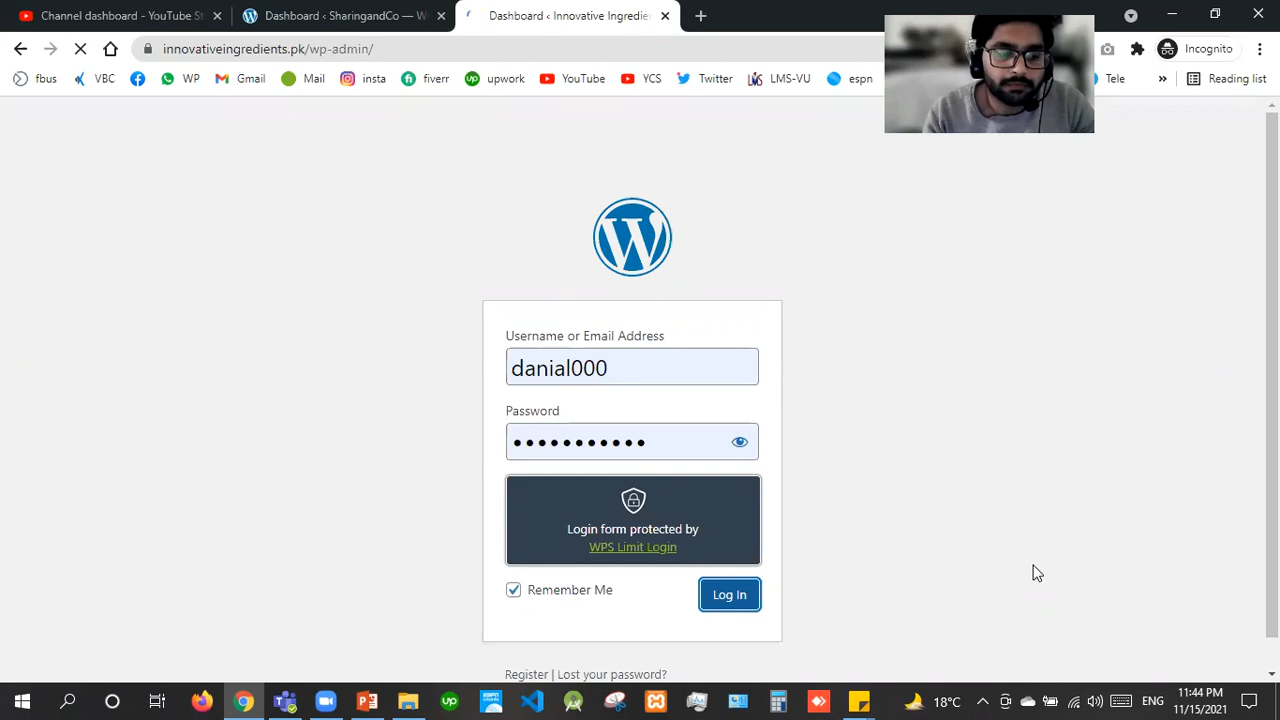 Channel dashboard - YouTube St
Dashboard ‹ SharingandCo — W
Dashboard ‹ Innovative Ingredie
innovativeingredients.pk/wp-admin/
Incognito
fbus
VBC
WP
Gmail
Mail
insta
fiverr
upwork
YouTube
YCS
Twitter
LMS-VU
espn
Tele
»
Reading list
Username or Email Address
danial000
Password
Login form protected by
WPS Limit Login
Remember Me
Log In
Register | Lost your password?
18°C
ENG
11:44 PM
11/15/2021